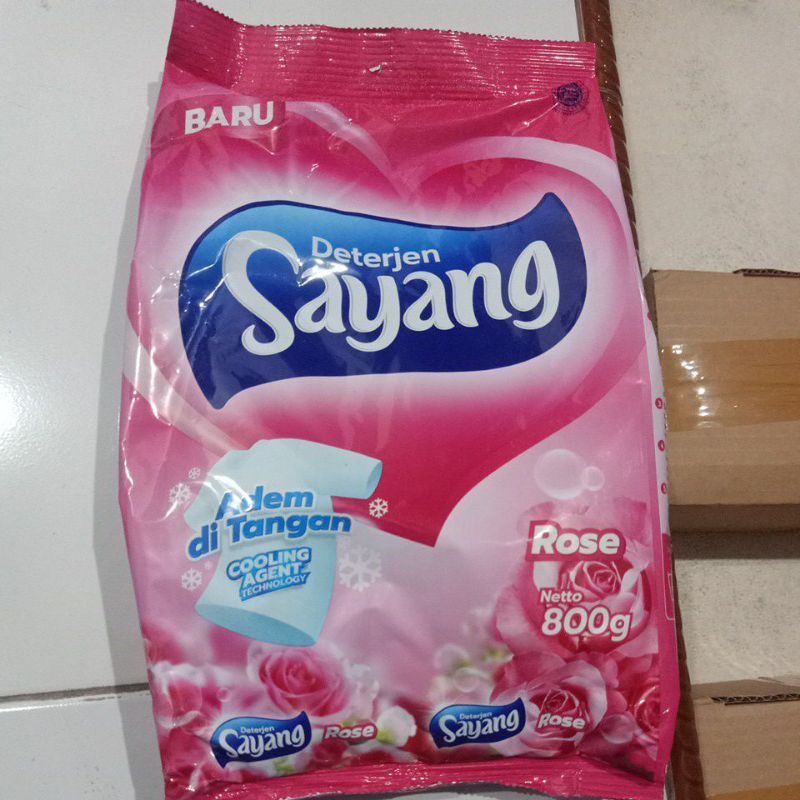 BARU
Deterjen
Sayang
Adem
di Tangan
COOLING
AGENT
TECHNOLOGY
Rose
Netto
800g
Deterjen
Sayang
Rose
Deterjen
Sayang
Rose